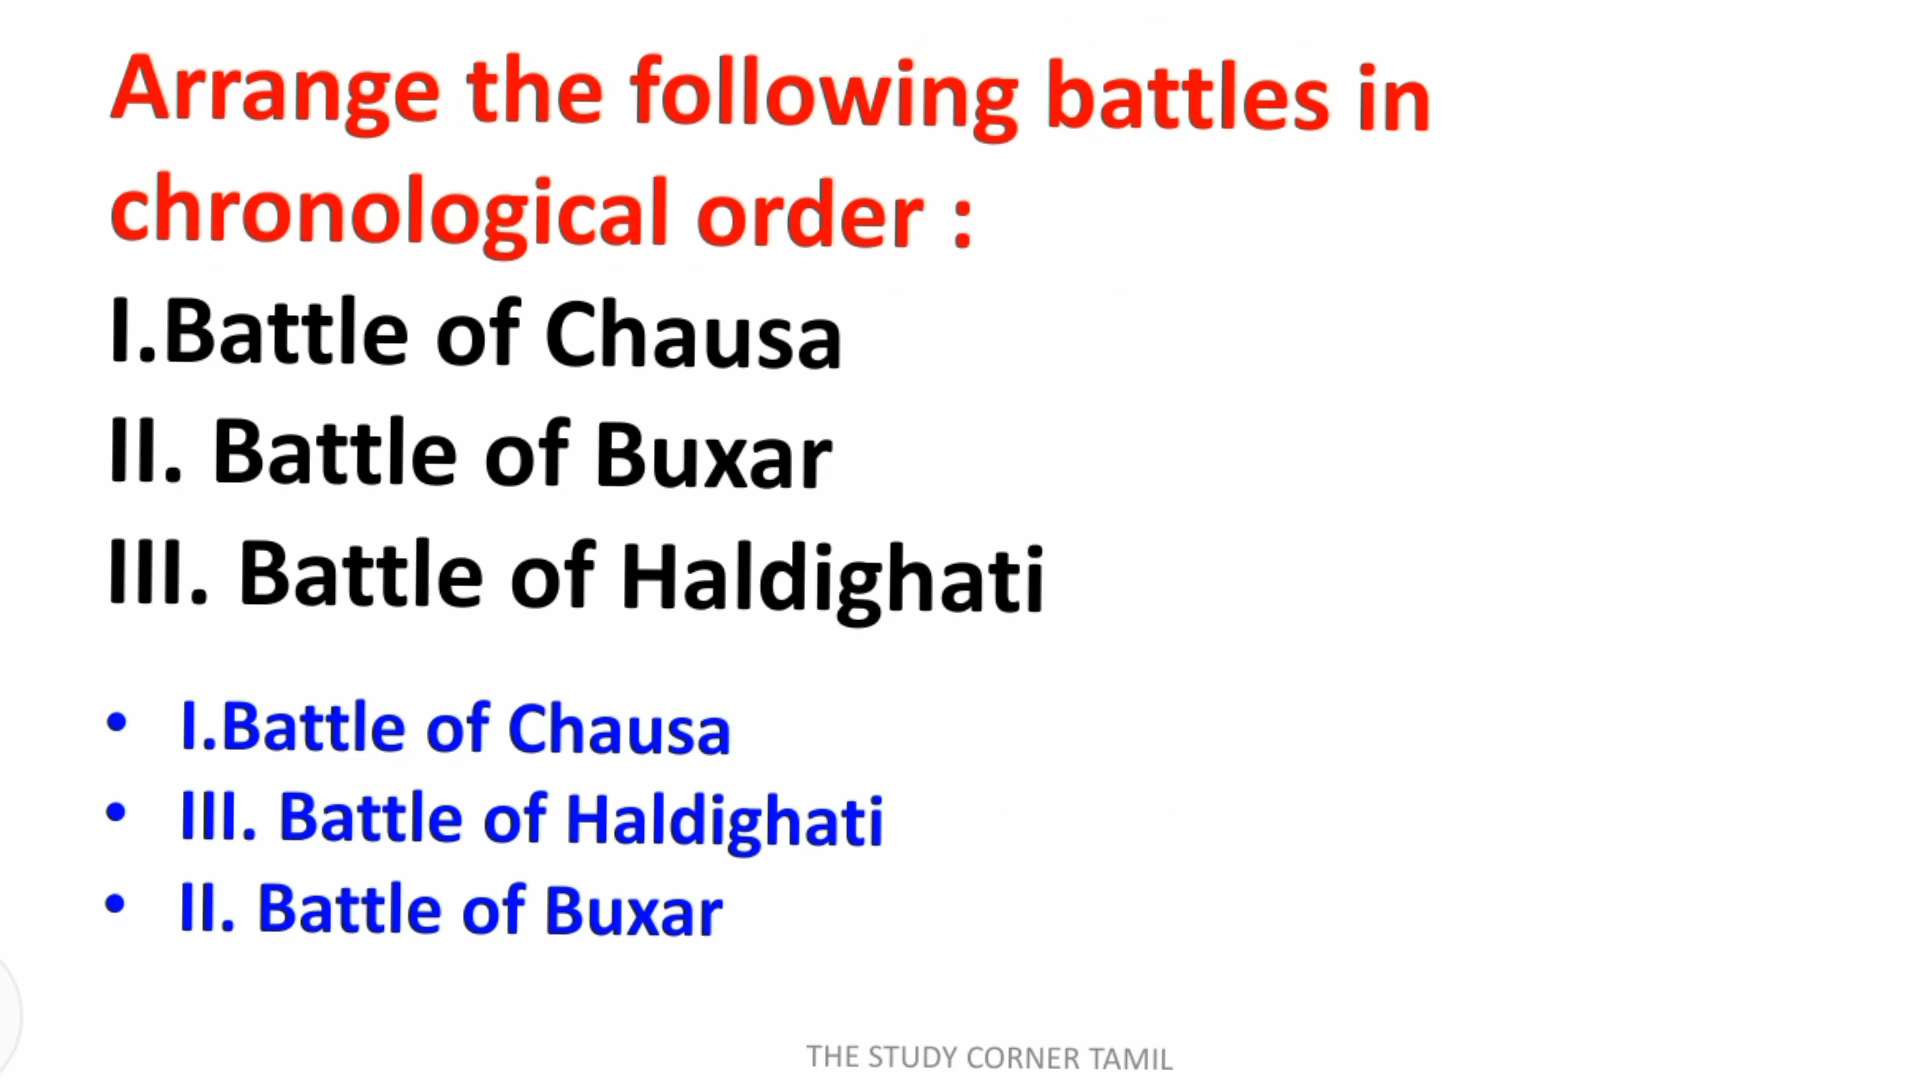 Arrange the following battles in
chronological order :
I.Battle of Chausa
II. Battle of Buxar
III. Battle of Haldighati
• I.Battle of Chausa
• III. Battle of Haldighati
• II. Battle of Buxar
THE STUDY CORNER TAMIL